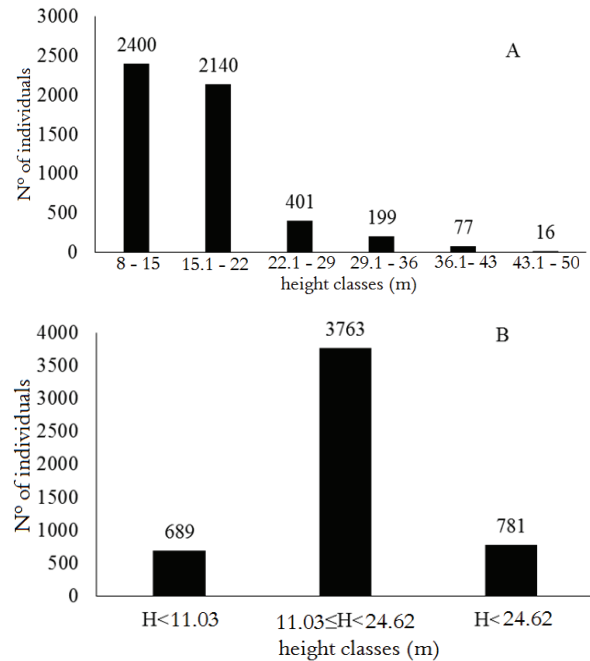 3000
2500
2000
1500
1000
500
0
Nº of individuals
A
2400
2140
401
199
77
16
8 - 15
15.1 - 22
22.1 - 29
29.1 - 36
36.1 - 43
43.1 - 50
height classes (m)
4000
3500
3000
2500
2000
1500
1000
500
0
Nº of individuals
B
689
3763
781
H<11.03
11.03≤H<24.62
H<24.62
height classes (m)